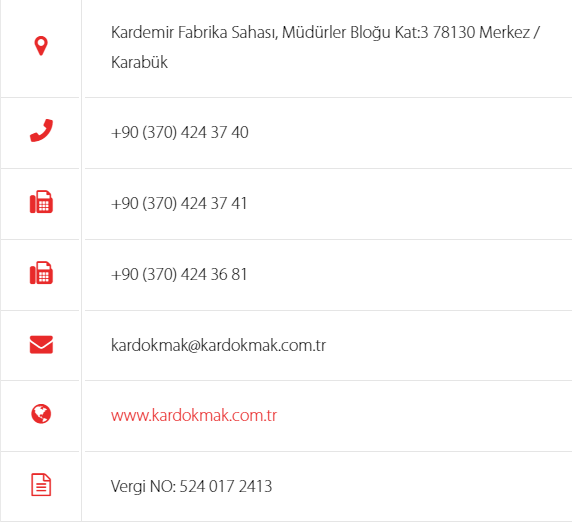 Kardemir Fabrika Sahası, Müdürler Bloğu Kat:3 78130 Merkez /
Karabük
+90 (370) 424 37 40
+90 (370) 424 37 41
+90 (370) 424 36 81
kardokmak@kardokmak.com.tr
www.kardokmak.com.tr
Vergi NO: 524 017 2413